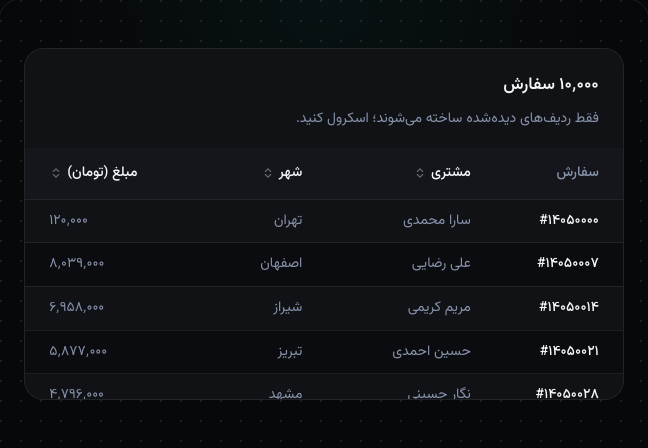 ۱۰,۰۰۰ سفارش
فقط ردیف‌های دیده‌شده ساخته می‌شوند؛ اسکرول کنید.
سفارش مشتری شهر مبلغ (تومان)
#۱۴۰۵۰۰۰۰ سارا محمدی تهران ۱۲۰,۰۰۰
#۱۴۰۵۰۰۰۷ علی رضایی اصفهان ۸,۰۳۹,۰۰۰
#۱۴۰۵۰۰۱۴ مریم کریمی شیراز ۶,۹۵۸,۰۰۰
#۱۴۰۵۰۰۲۱ حسین احمدی تبریز ۵,۸۷۷,۰۰۰
#۱۴۰۵۰۰۲۸ نگار حسینی مشهد ۴,۷۹۶,۰۰۰